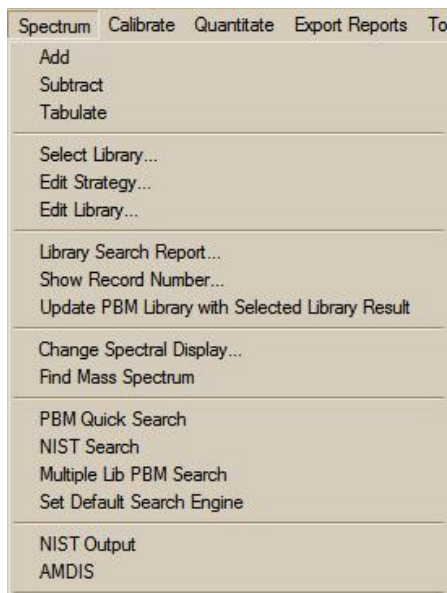 Spectrum Calibrate Quantitate Export Reports To
Add
Subtract
Tabulate
Select Library...
Edit Strategy...
Edit Library...
Library Search Report...
Show Record Number...
Update PBM Library with Selected Library Result
Change Spectral Display...
Find Mass Spectrum
PBM Quick Search
NIST Search
Multiple Lib PBM Search
Set Default Search Engine
NIST Output
AMDIS